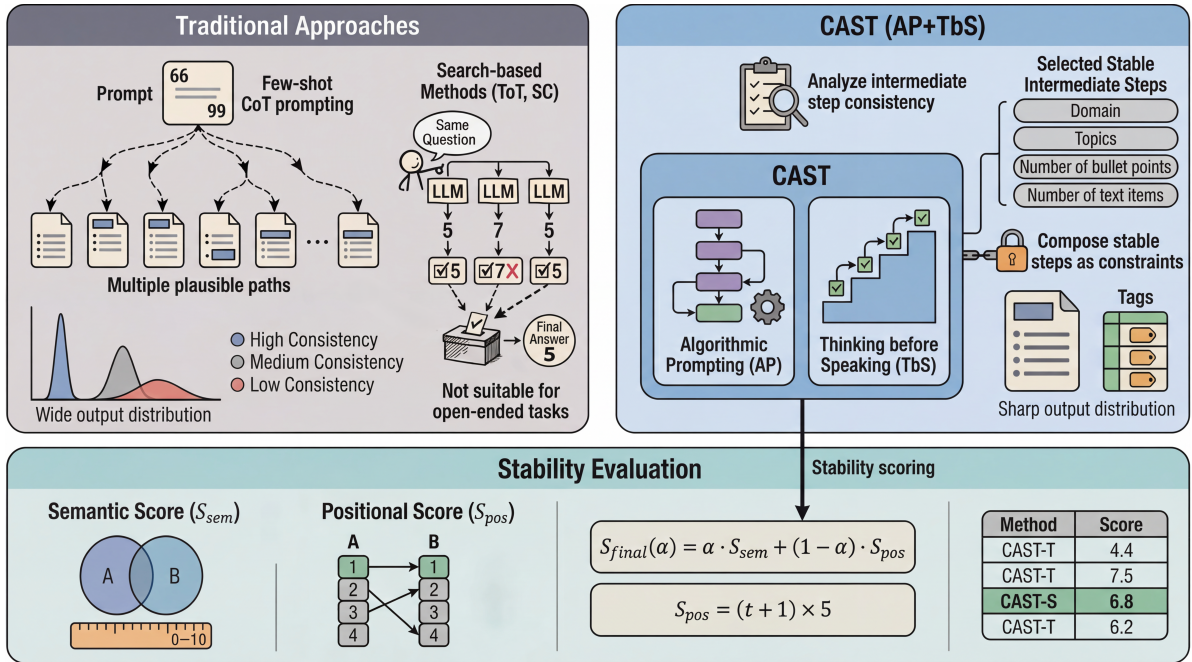 Traditional Approaches
Prompt
66
99
Few-shot
CoT prompting
Multiple plausible paths
High Consistency
Medium Consistency
Low Consistency
Wide output distribution
Search-based
Methods (ToT, SC)
Same
Question
LLM LLM LLM
5 7 5
5 7 5
Final
Answer
5
Not suitable for
open-ended tasks
CAST (AP+TbS)
Analyze intermediate
step consistency
Selected Stable
Intermediate Steps
Domain
Topics
Number of bullet points
Number of text items
CAST
Algorithmic
Prompting (AP)
Thinking before
Speaking (TbS)
Compose stable
steps as constraints
Tags
Sharp output distribution
Stability Evaluation
Stability scoring
Semantic Score (S_sem)
A B
0–10
Positional Score (S_pos)
A B
1 1
2 2
3 3
4 4
S_final(α) = α · S_sem + (1 − α) · S_pos
S_pos = (t + 1) × 5
Method Score
CAST-T 4.4
CAST-T 7.5
CAST-S 6.8
CAST-T 6.2